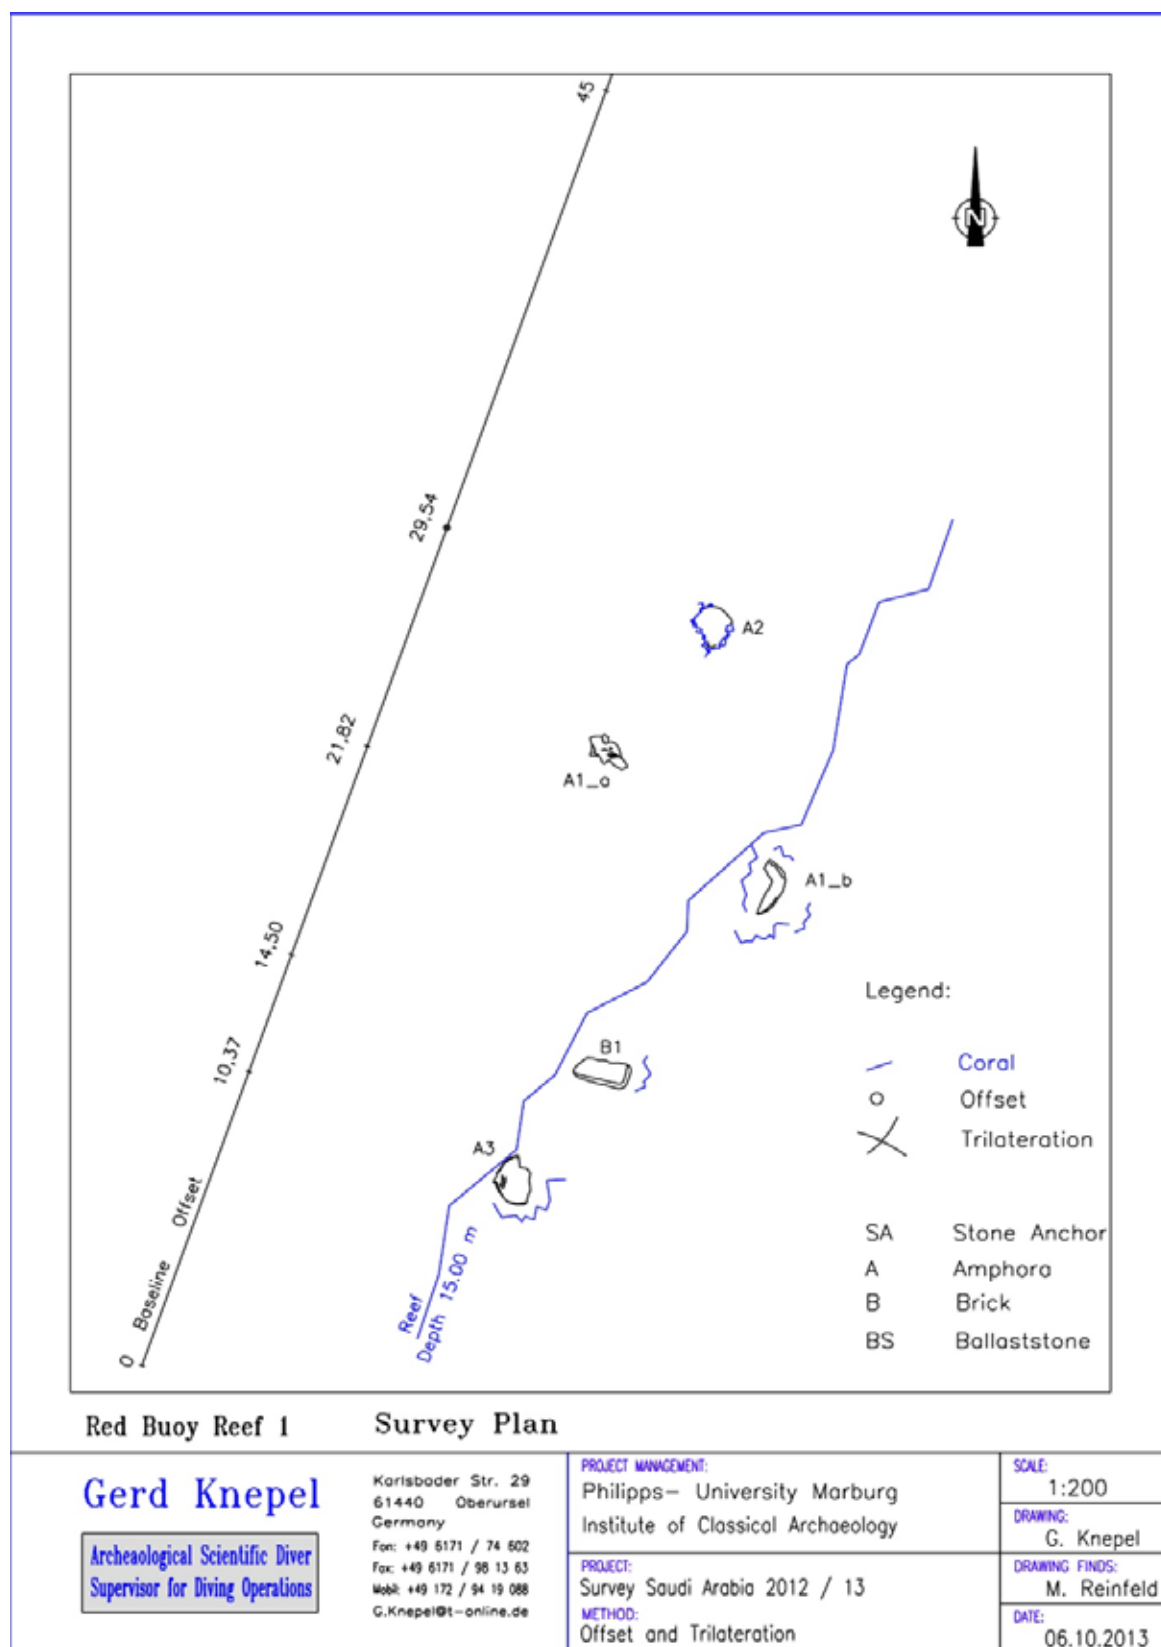 45
N
29,54
A2
21,82
A1_a
A1_b
14,50
Legend:
B1
Coral
10,37
Offset
Trilateration
A3
Baseline Offset
SA Stone Anchor
A Amphora
B Brick
BS Ballaststone
Reef
Depth 15.00 m
0
Red Buoy Reef 1 Survey Plan
Gerd Knepel
Archeaological Scientific Diver
Supervisor for Diving Operations
Karlsbader Str. 29
61440 Oberursel
Germany
Fon: +49 6171 / 74 602
Fax: +49 6171 / 98 13 63
Mobil: +49 172 / 94 19 088
G.Knepel@t-online.de
PROJECT MANAGEMENT:
Philipps- University Marburg
Institute of Classical Archaeology
PROJECT:
Survey Saudi Arabia 2012 / 13
METHOD:
Offset and Trilateration
SCALE:
1:200
DRAWING:
G. Knepel
DRAWING FINDS:
M. Reinfeld
DATE:
06.10.2013